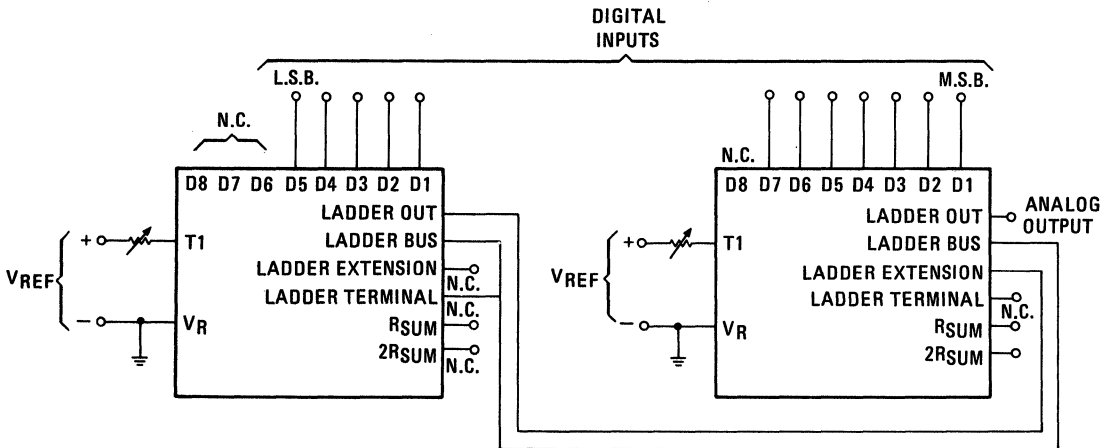 DIGITAL
INPUTS
L.S.B.
M.S.B.
N.C.
N.C.
D8 D7 D6 D5 D4 D3 D2 D1
D8 D7 D6 D5 D4 D3 D2 D1
LADDER OUT
LADDER BUS
LADDER EXTENSION
N.C.
LADDER TERMINAL
N.C.
RSUM
2RSUM
N.C.
+
T1
VREF
-
VR
LADDER OUT
ANALOG
OUTPUT
LADDER BUS
LADDER EXTENSION
LADDER TERMINAL
N.C.
RSUM
2RSUM
+
T1
VREF
-
VR